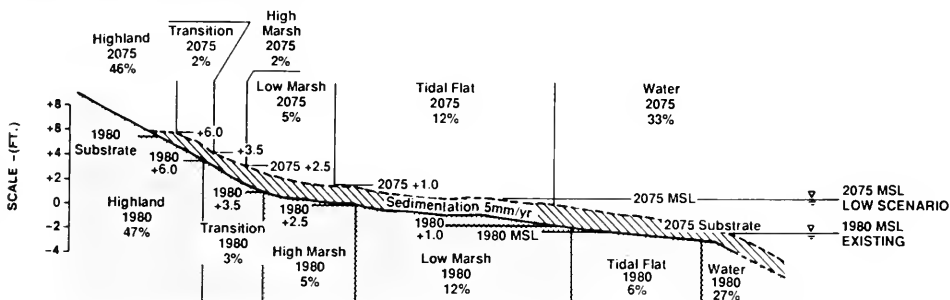 Highland
2075
46%
Transition
2075
2%
High
Marsh
2075
2%
Low Marsh
2075
5%
Tidal Flat
2075
12%
Water
2075
33%
SCALE -(FT.)
+8
+8
+4
+2
0
-2
-4
1980
Substrate
+6.0
+3.5
2075 +2.5
2075 +1.0
1980
+6.0
1980
+3.5
1980
+2.5
1980
+1.0
Sedimentation 5mm/yr
1980 MSL
2075 MSL
2075 Substrate
2075 MSL
LOW SCENARIO
1980 MSL
EXISTING
Highland
1980
47%
Transition
1980
3%
High Marsh
1980
5%
Low Marsh
1980
12%
Tidal Flat
1980
6%
Water
1980
27%